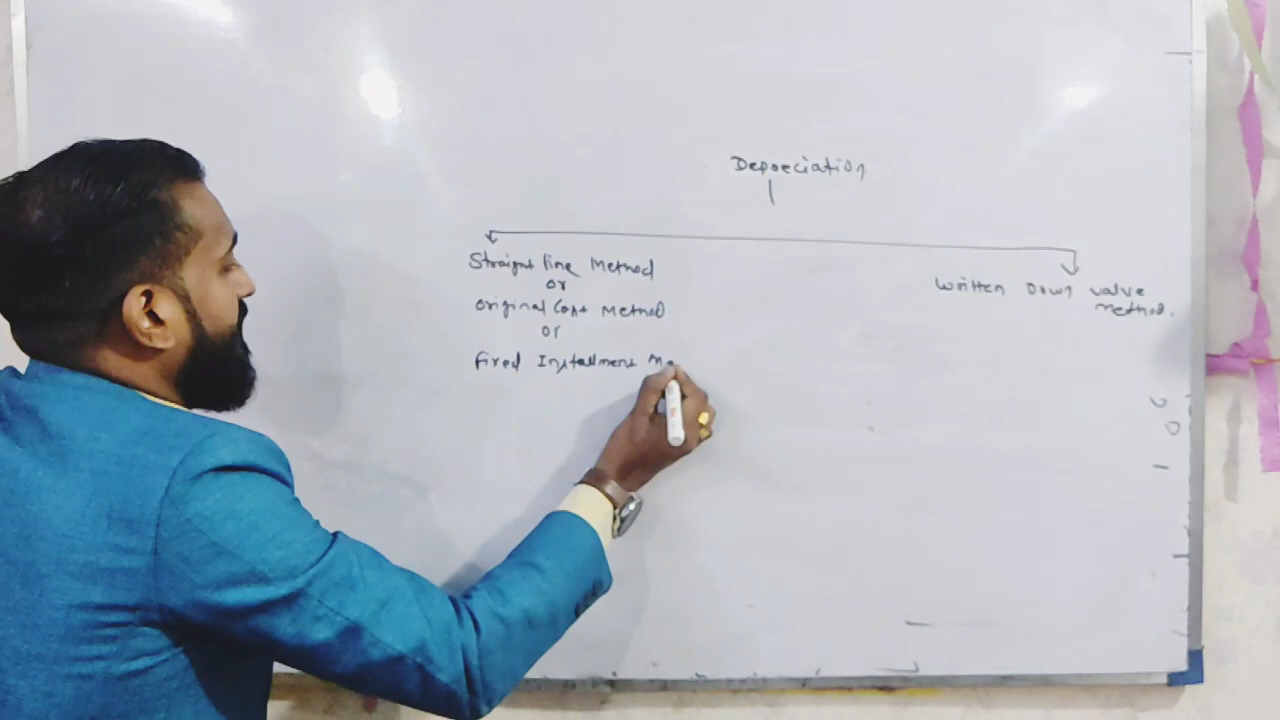 Depreciation
Straight line Method
or
original Cost Method
or
fixed Installment Me
Written Down value
method.